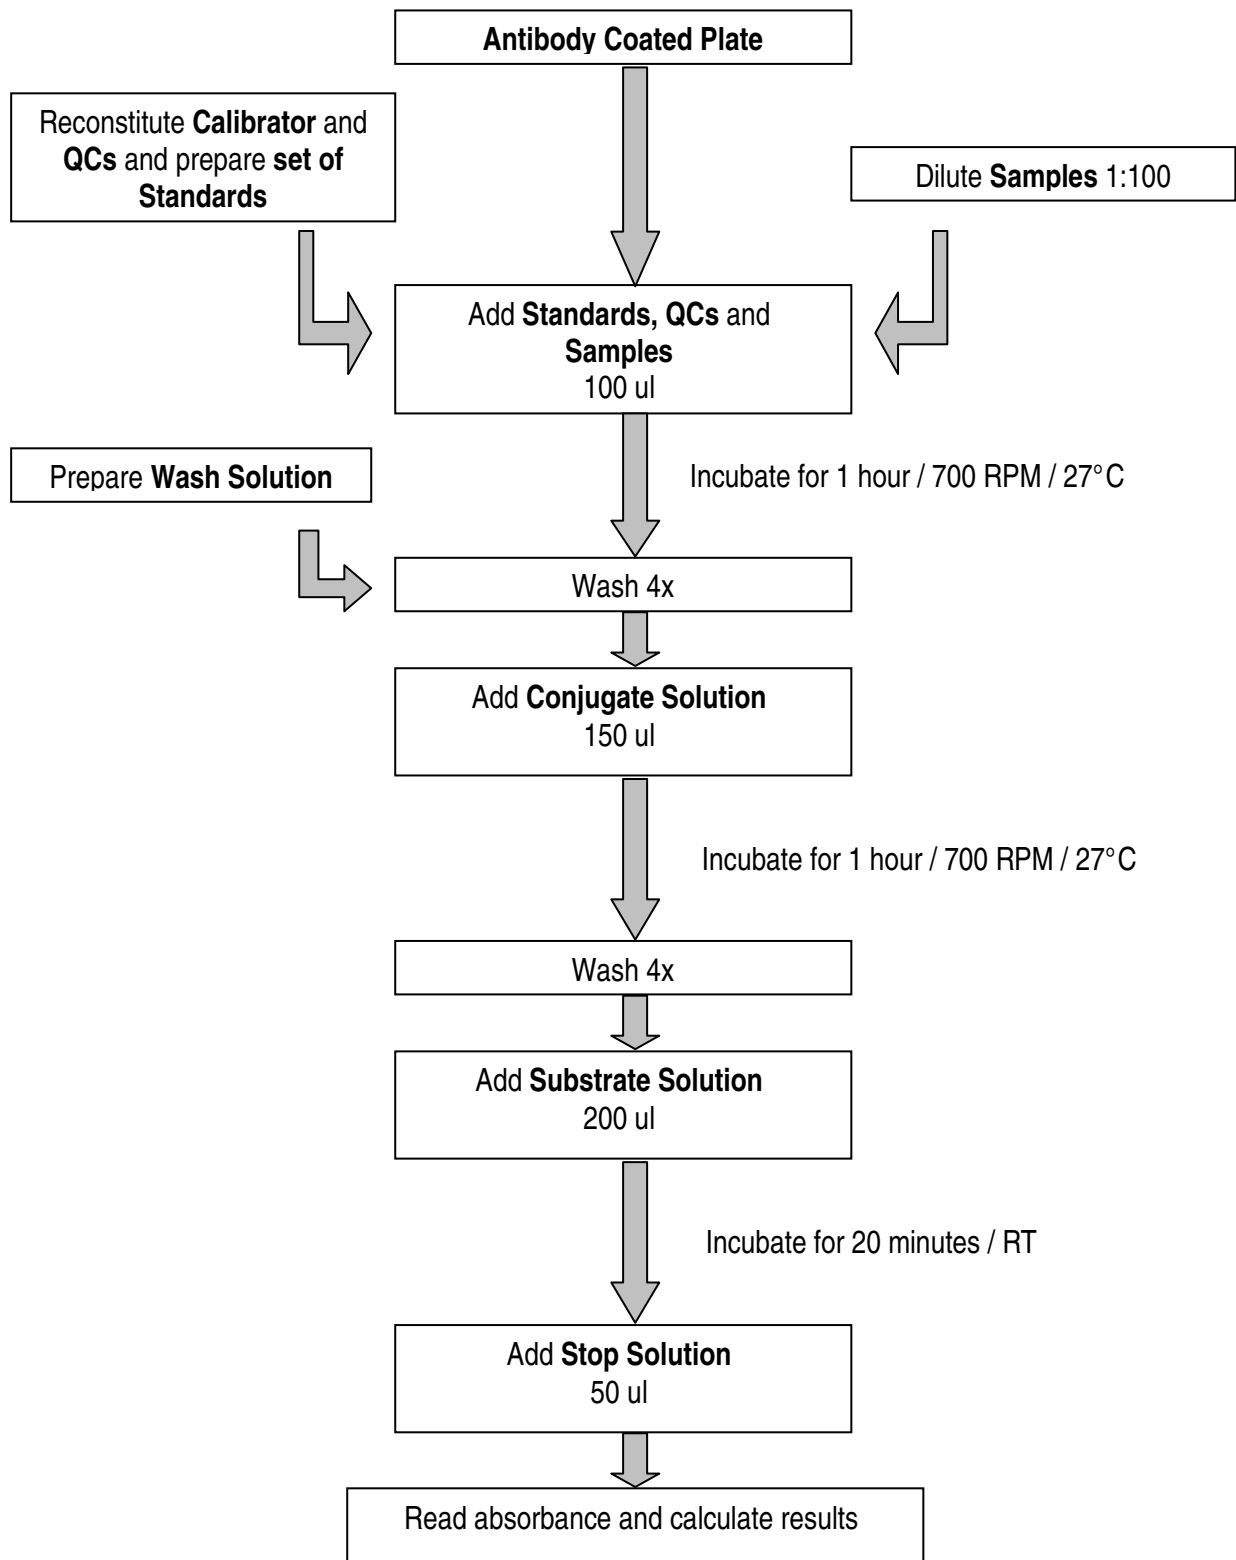 Antibody Coated Plate
Reconstitute Calibrator and
QCs and prepare set of
Standards
Dilute Samples 1:100
Add Standards, QCs and
Samples
100 ul
Prepare Wash Solution
Incubate for 1 hour / 700 RPM / 27°C
Wash 4x
Add Conjugate Solution
150 ul
Incubate for 1 hour / 700 RPM / 27°C
Wash 4x
Add Substrate Solution
200 ul
Incubate for 20 minutes / RT
Add Stop Solution
50 ul
Read absorbance and calculate results